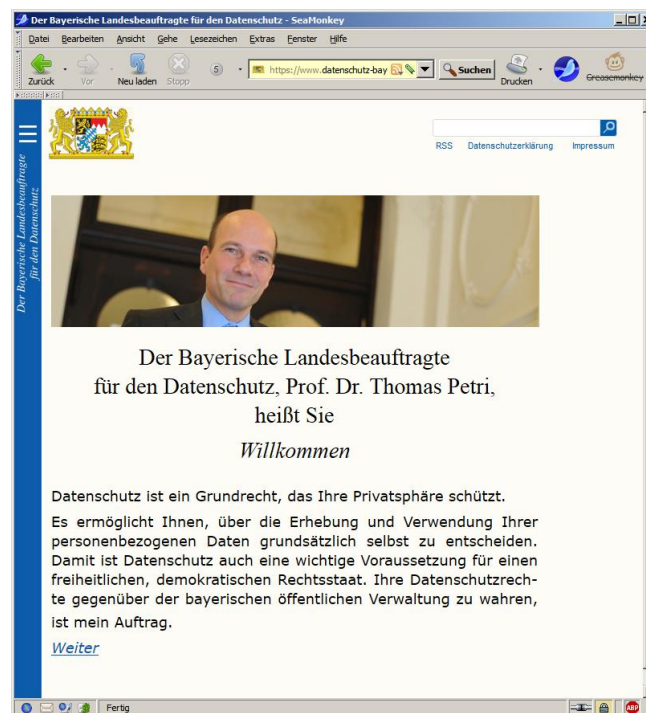 Der Bayerische Landesbeauftragte für den Datenschutz - SeaMonkey
Datei Bearbeiten Ansicht Gehe Lesezeichen Extras Fenster Hilfe
https://www.datenschutz-bay
Suchen
Zurück Vor Neu laden Stopp 5 Drucken Greasemonkey
RSS Datenschutzerklärung Impressum
Der Bayerische Landesbeauftragte
für den Datenschutz
Der Bayerische Landesbeauftragte
für den Datenschutz, Prof. Dr. Thomas Petri,
heißt Sie
Willkommen
Datenschutz ist ein Grundrecht, das Ihre Privatsphäre schützt.
Es ermöglicht Ihnen, über die Erhebung und Verwendung Ihrer
personenbezogenen Daten grundsätzlich selbst zu entscheiden.
Damit ist Datenschutz auch eine wichtige Voraussetzung für einen
freiheitlichen, demokratischen Rechtsstaat. Ihre Datenschutzrech-
te gegenüber der bayerischen öffentlichen Verwaltung zu wahren,
ist mein Auftrag.
Weiter
Fertig
ABP